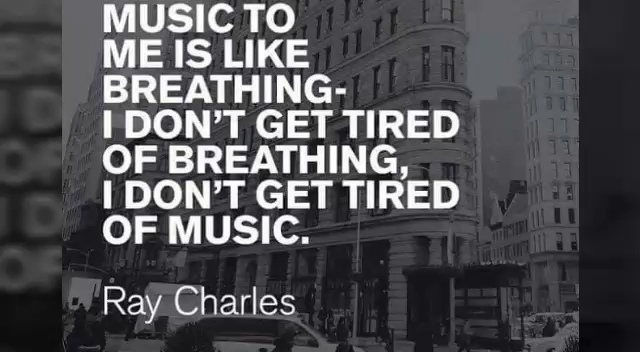 MUSIC TO
ME IS LIKE
BREATHING-
I DON'T GET TIRED
OF BREATHING,
I DON'T GET TIRED
OF MUSIC.
Ray Charles